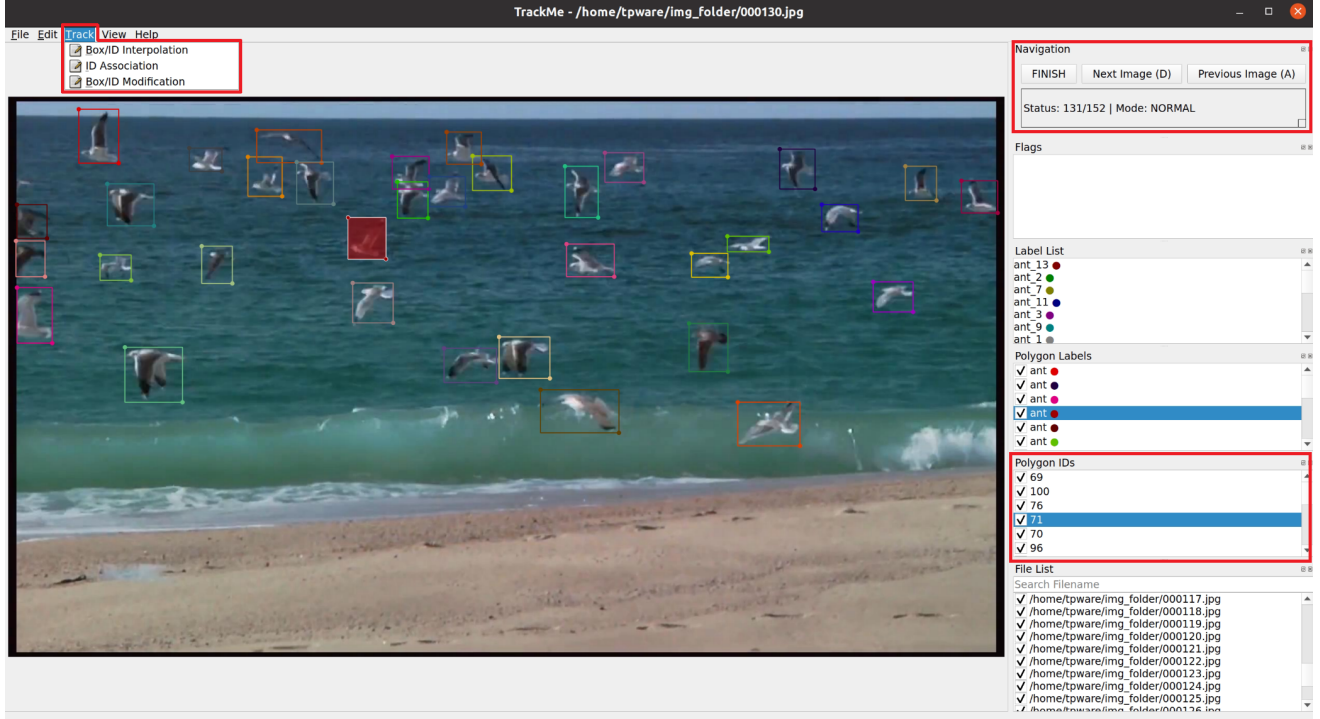 TrackMe - /home/tpware/img_folder/000130.jpg
File Edit Track View Help
Box/ID Interpolation
ID Association
Box/ID Modification
Navigation
FINISH Next Image (D) Previous Image (A)
Status: 131/152 | Mode: NORMAL
Flags
Label List
ant_13
ant_2
ant_7
ant_11
ant_3
ant_9
ant_1
Polygon Labels
ant
ant
ant
ant
ant
ant
Polygon IDs
69
100
76
71
70
96
File List
Search Filename
/home/tpware/img_folder/000117.jpg
/home/tpware/img_folder/000118.jpg
/home/tpware/img_folder/000119.jpg
/home/tpware/img_folder/000120.jpg
/home/tpware/img_folder/000121.jpg
/home/tpware/img_folder/000122.jpg
/home/tpware/img_folder/000123.jpg
/home/tpware/img_folder/000124.jpg
/home/tpware/img_folder/000125.jpg
/home/tpware/img_folder/000126.jpg